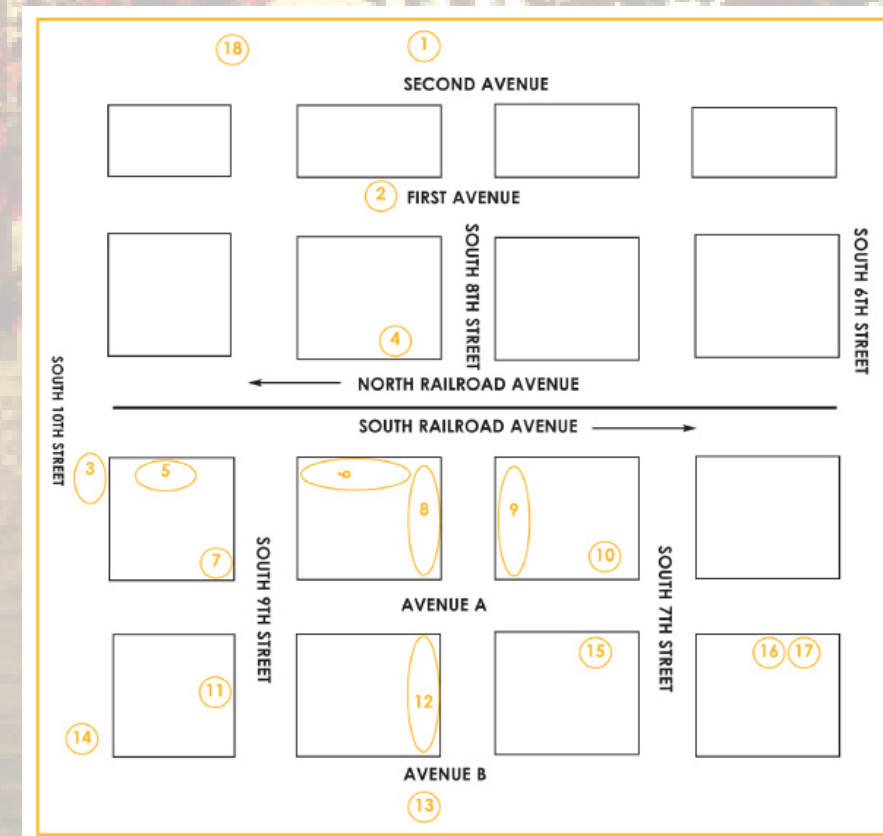 18
1
SECOND AVENUE
2
FIRST AVENUE
SOUTH 8TH STREET
SOUTH 6TH STREET
4
NORTH RAILROAD AVENUE
SOUTH 10TH STREET
SOUTH RAILROAD AVENUE
3
5
6
8
9
7
10
SOUTH 9TH STREET
SOUTH 7TH STREET
AVENUE A
11
12
15
16
17
14
AVENUE B
13